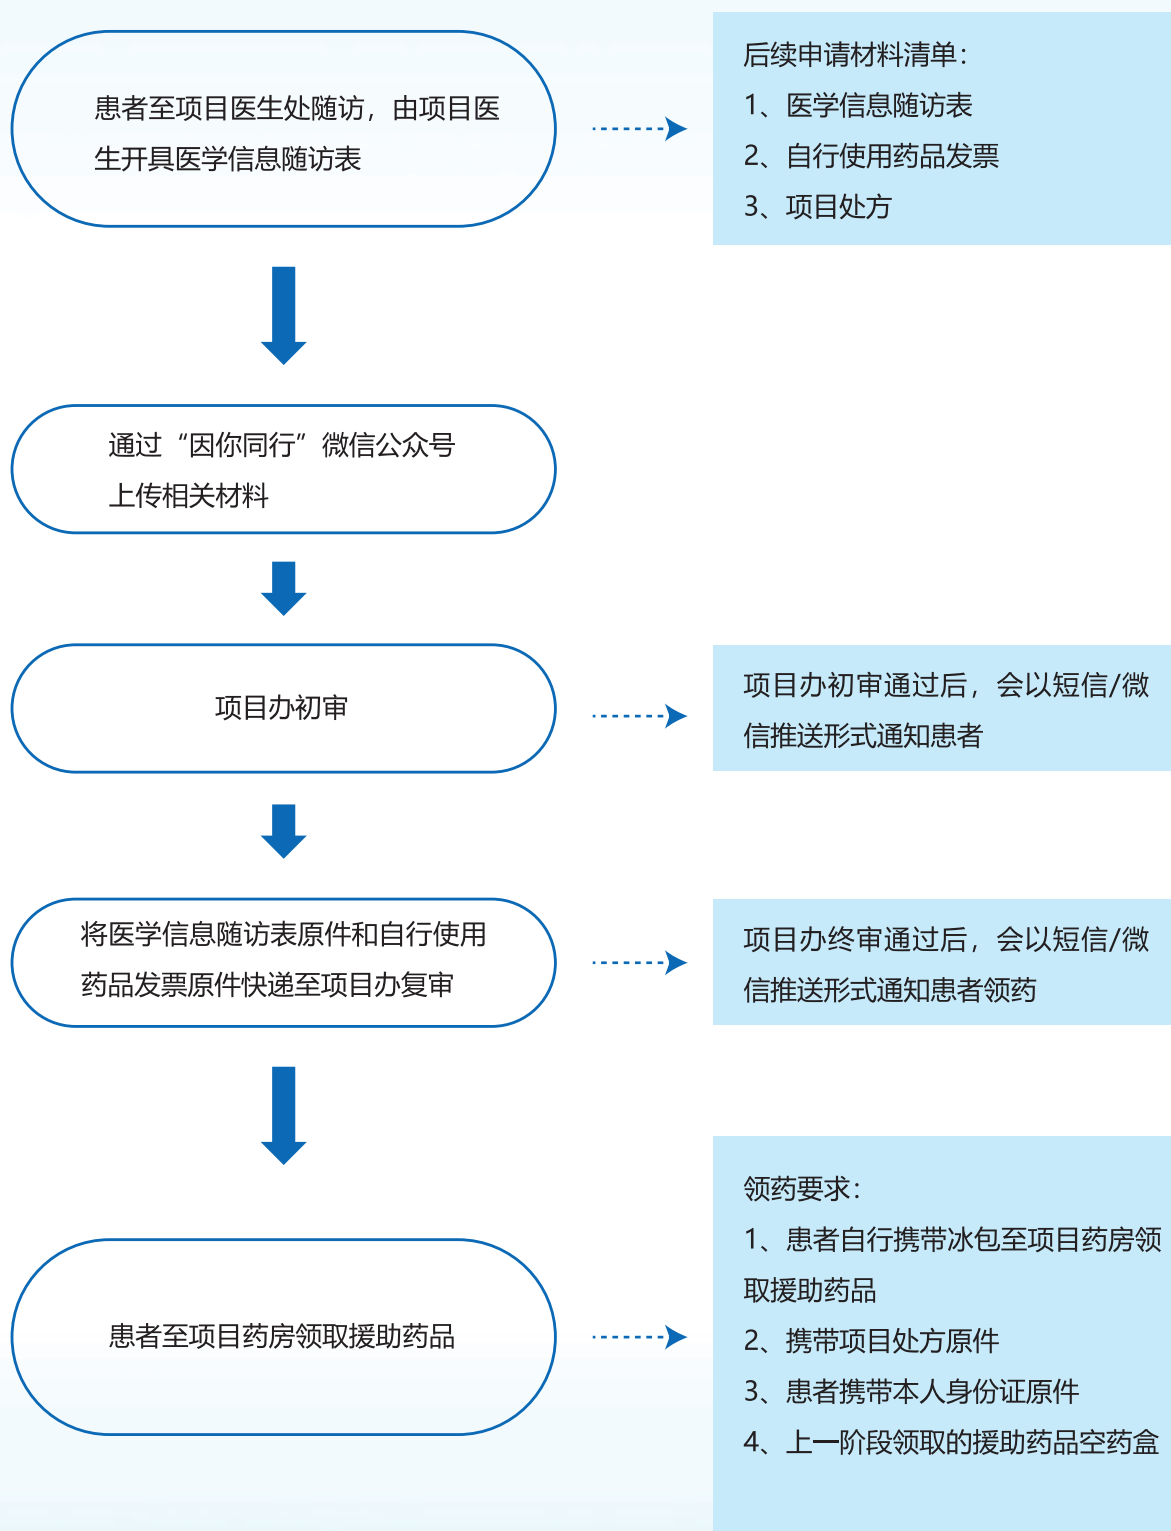 患者至项目医生处随访，由项目医
生开具医学信息随访表
后续申请材料清单：
1、医学信息随访表
2、自行使用药品发票
3、项目处方
通过“因你同行”微信公众号
上传相关材料
项目办初审
项目办初审通过后，会以短信/微
信推送形式通知患者
将医学信息随访表原件和自行使用
药品发票原件快递至项目办复审
项目办终审通过后，会以短信/微
信推送形式通知患者领药
患者至项目药房领取援助药品
领药要求：
1、患者自行携带冰包至项目药房领
取援助药品
2、携带项目处方原件
3、患者携带本人身份证原件
4、上一阶段领取的援助药品空药盒